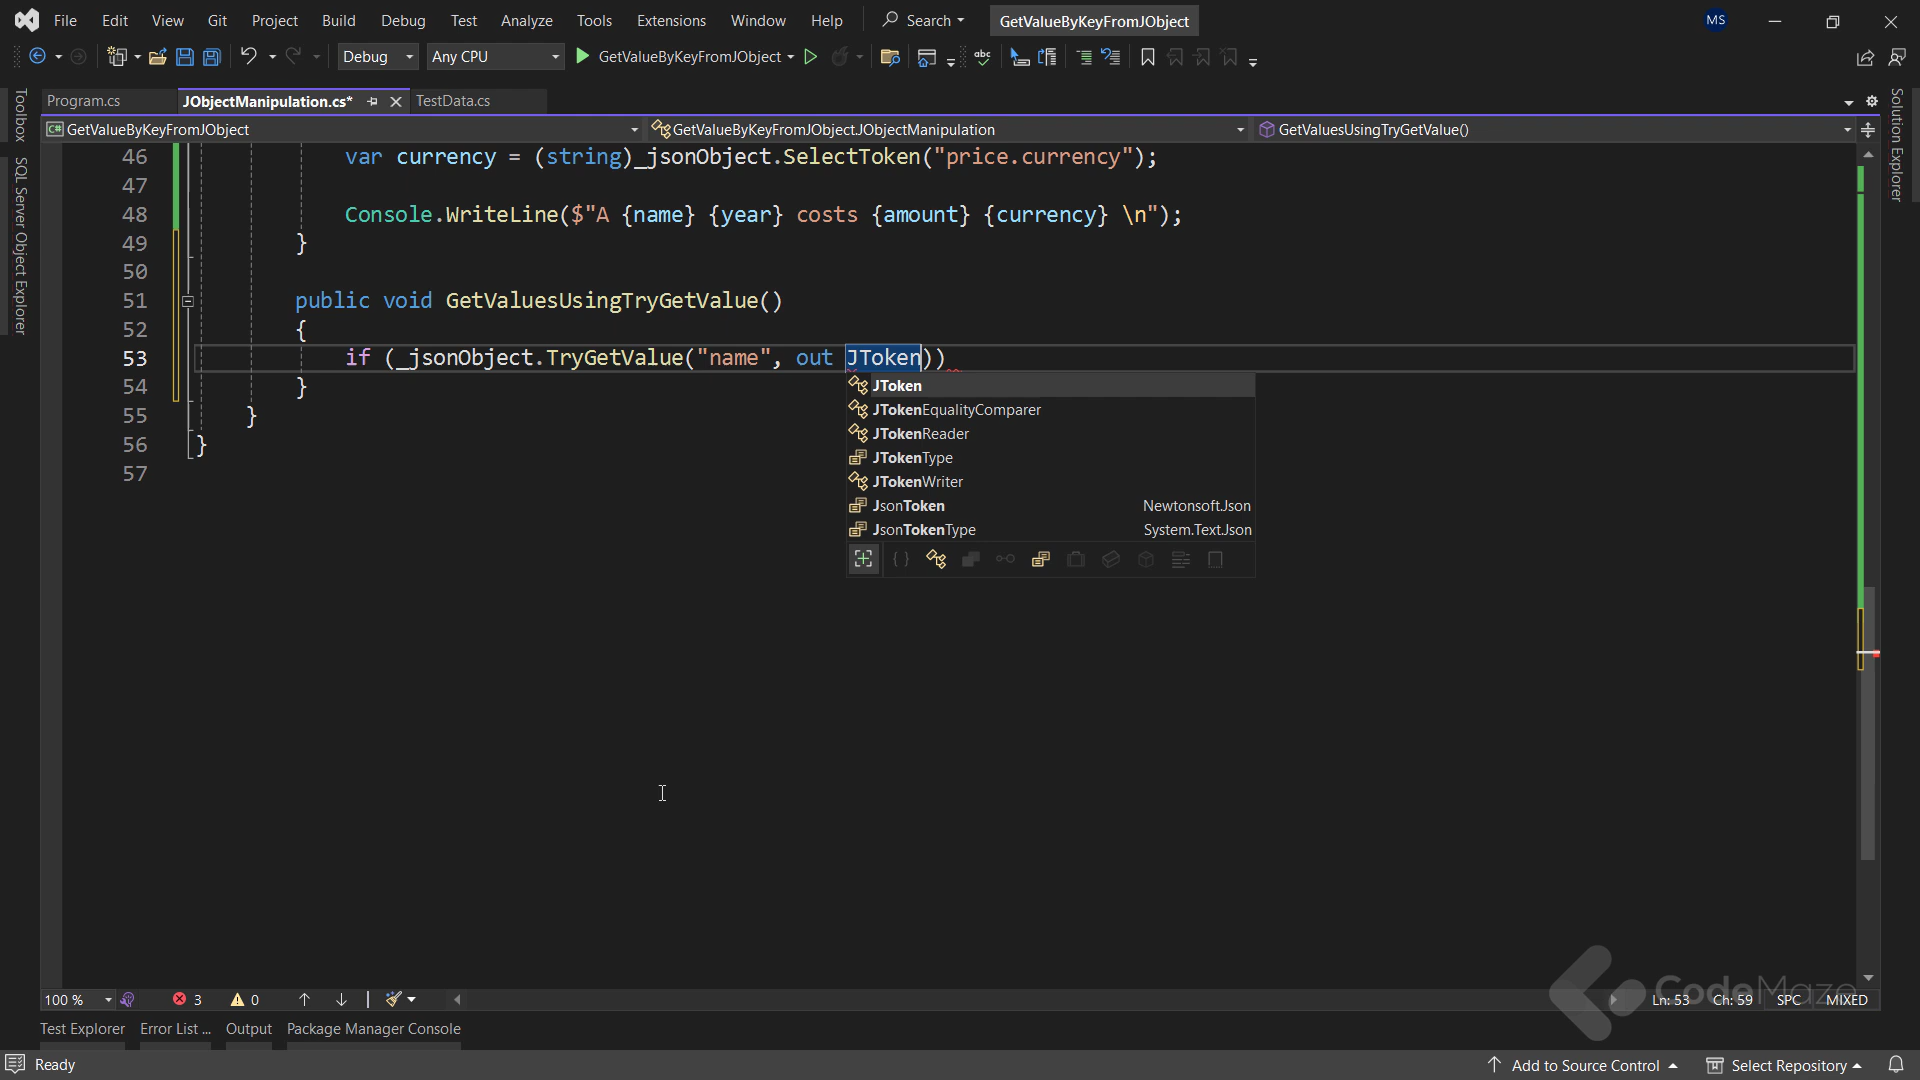 File Edit View Git Project Build Debug Test Analyze Tools Extensions Window Help Search GetValueByKeyFromJObject MS
Debug Any CPU GetValueByKeyFromJObject
Program.cs JObjectManipulation.cs* TestData.cs
GetValueByKeyFromJObject GetValueByKeyFromJObject.JObjectManipulation GetValuesUsingTryGetValue()
Toolbox
SQL Server Object Explorer
Solution Explorer
46 var currency = (string)_jsonObject.SelectToken("price.currency");
47
48 Console.WriteLine($"A {name} {year} costs {amount} {currency} \n");
49 }
50
51 public void GetValuesUsingTryGetValue()
52 {
53 if (_jsonObject.TryGetValue("name", out JToken))
54 }
55 }
56 }
57
JToken
JTokenEqualityComparer
JTokenReader
JTokenType
JTokenWriter
JsonToken Newtonsoft.Json
JsonTokenType System.Text.Json
CodeMaze
100 % 3 0 Ln: 53 Ch: 59 SPC MIXED
Test Explorer Error List ... Output Package Manager Console
Ready Add to Source Control Select Repository